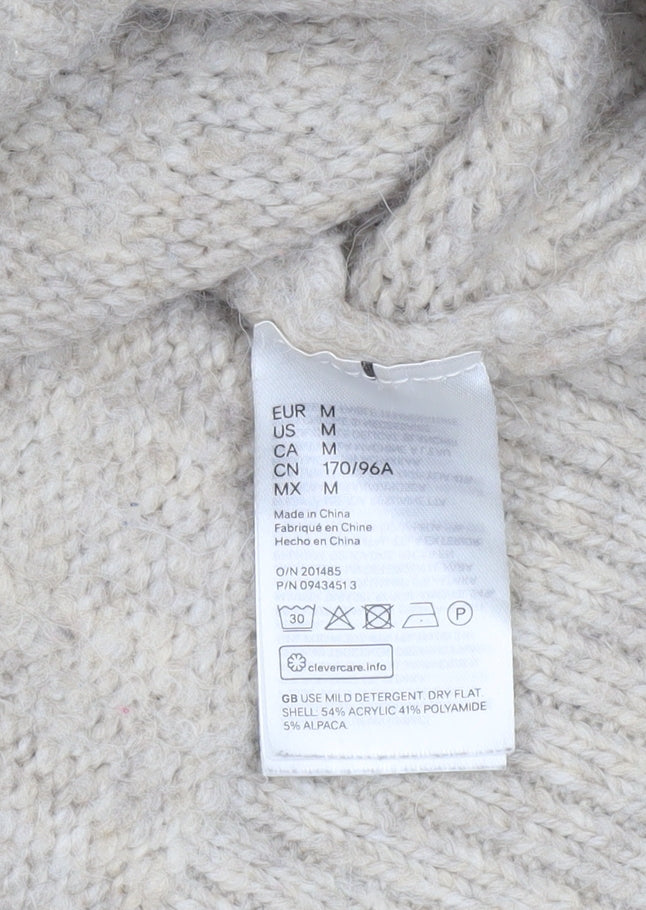 EUR M
US M
CA M
CN 170/96A
MX M
Made in China
Fabriqué en Chine
Hecho en China
O/N 201485
P/N 0943451 3
30 P
clevercare.info
GB USE MILD DETERGENT. DRY FLAT.
SHELL: 54% ACRYLIC 41% POLYAMIDE
5% ALPACA